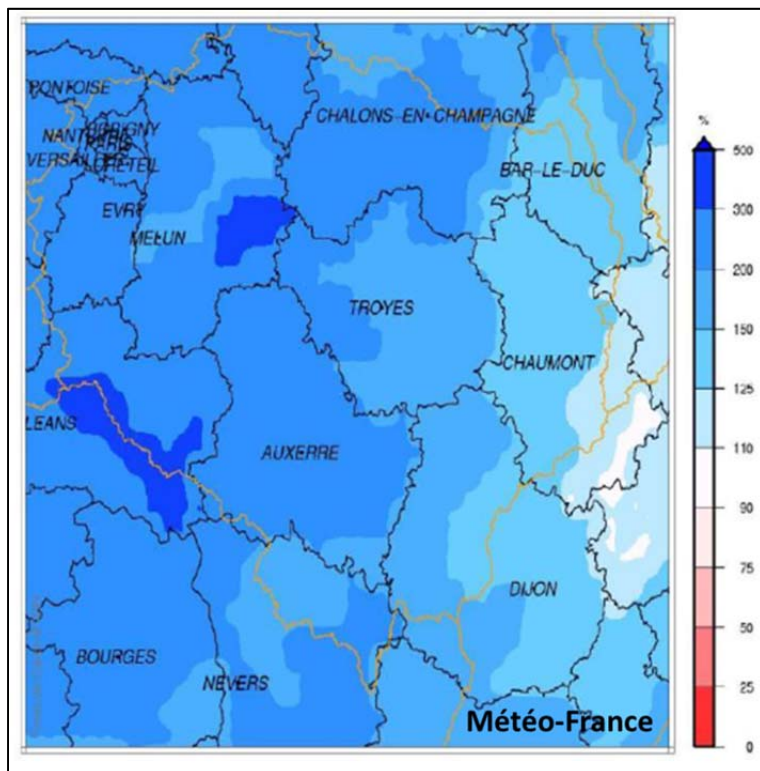 PONTOISE
CHALONS-EN-CHAMPAGNE
%
500
NANTERRE BOBIGNY
PARIS
VERSAILLES CRETEIL
BAR-LE-DUC
300
EVRY
MELUN
200
TROYES
150
CHAUMONT
125
LEANS
110
AUXERRE
90
75
DIJON
50
BOURGES
NEVERS
25
Météo-France
0